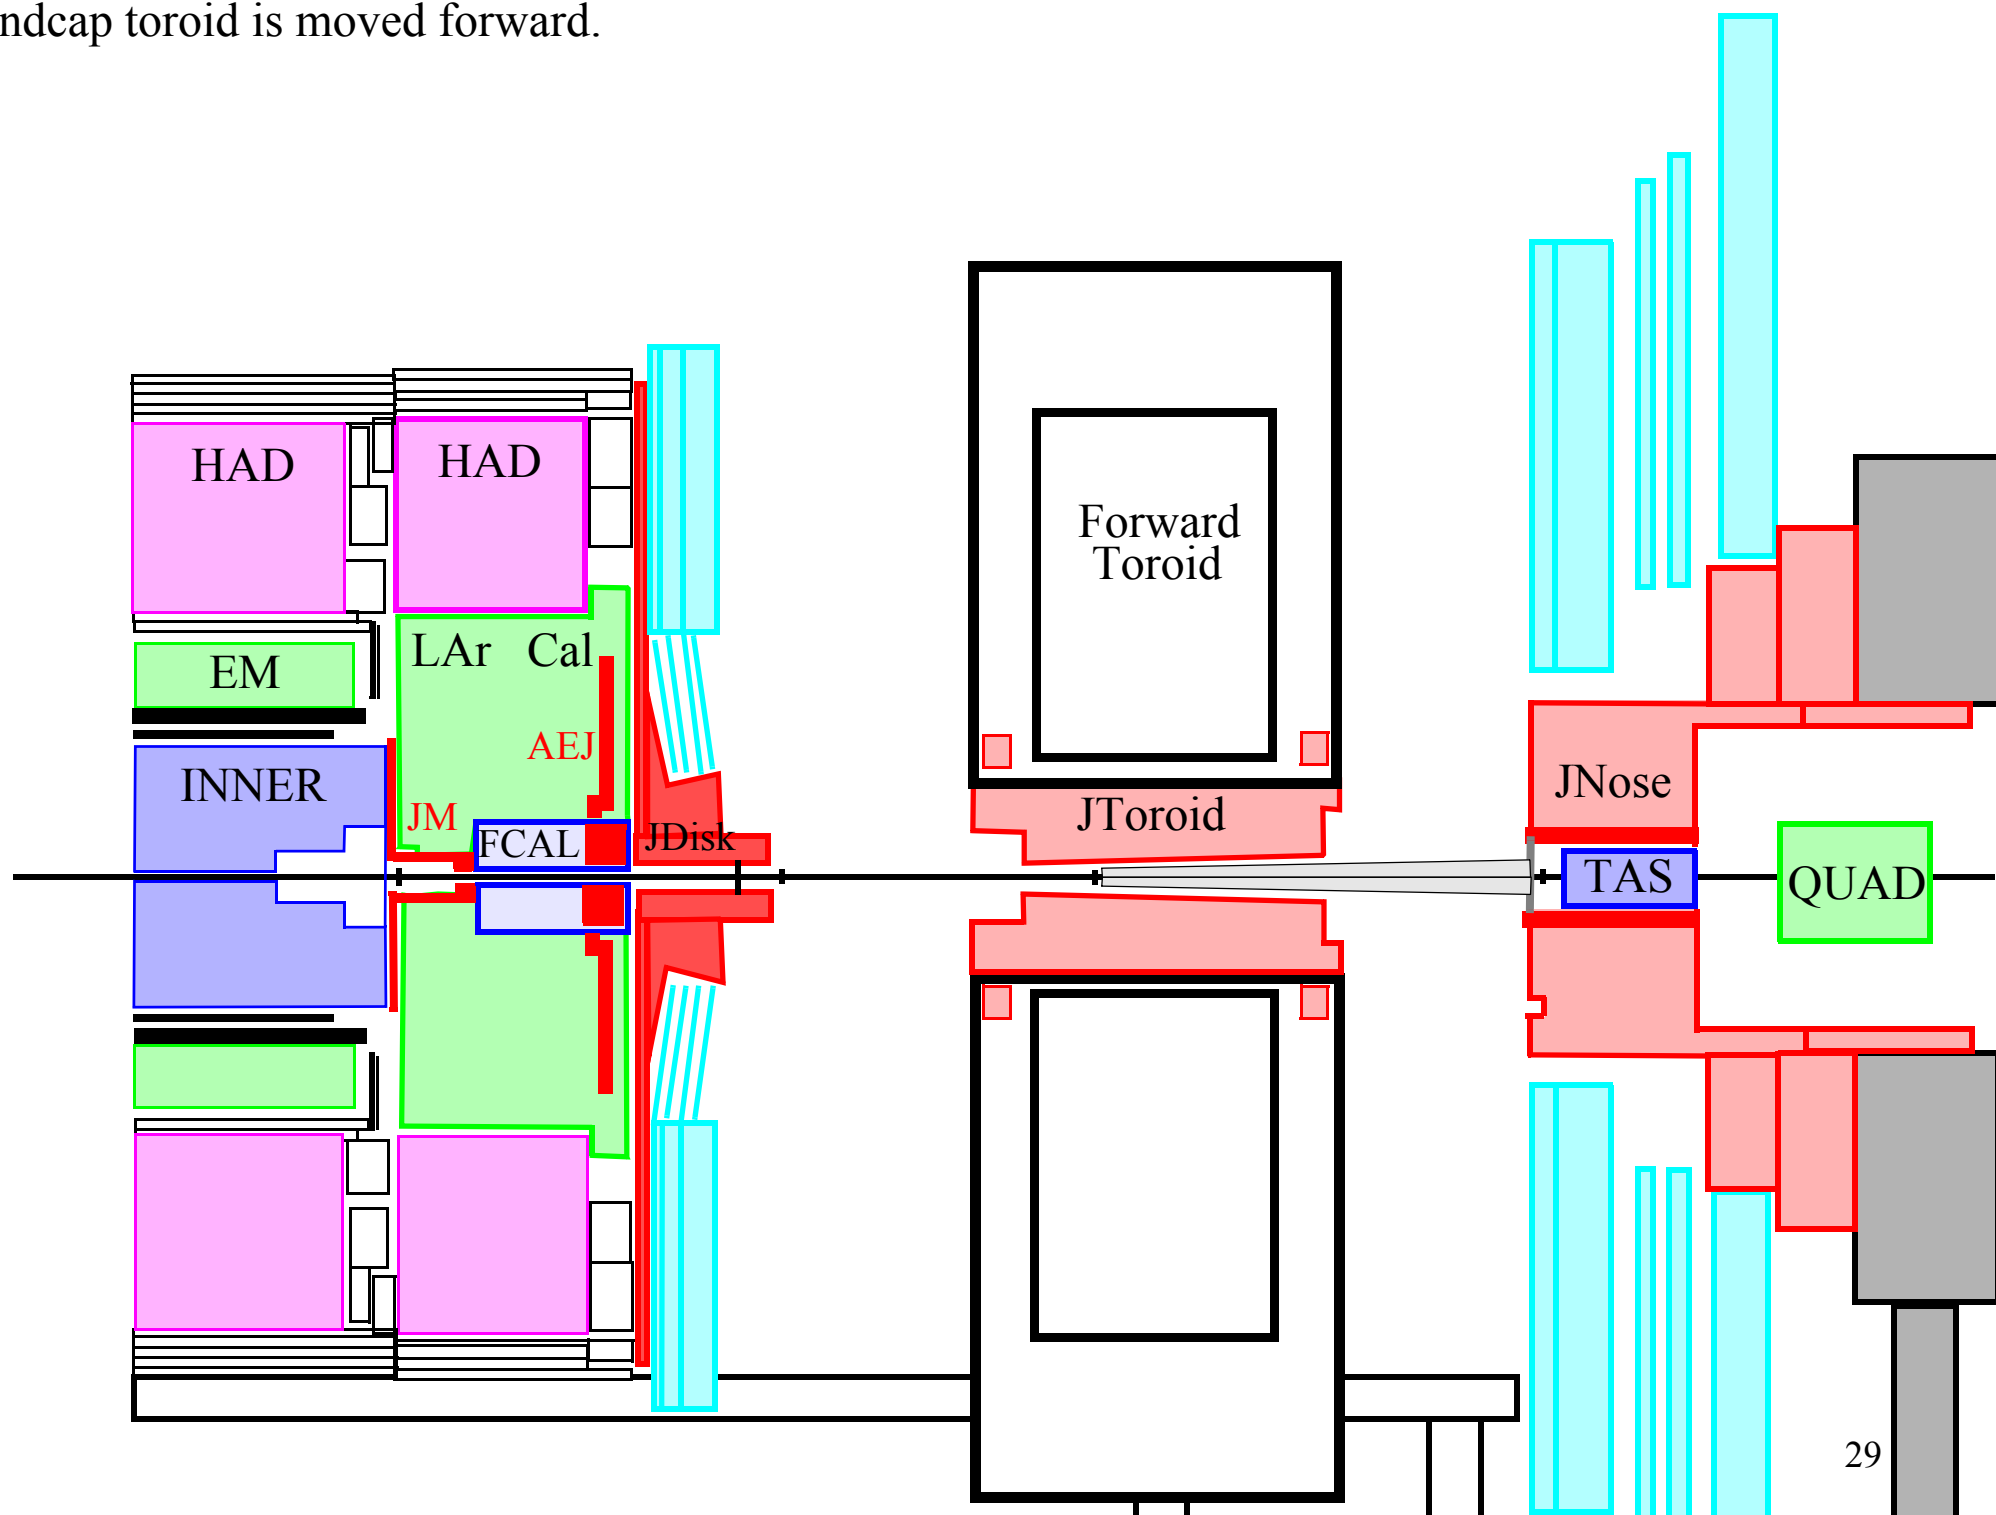 ndcap toroid is moved forward.
HAD
HAD
Forward
Toroid
LAr Cal
EM
AEJ
INNER
JM
FCAL
JDisk
JToroid
JNose
TAS
QUAD
29